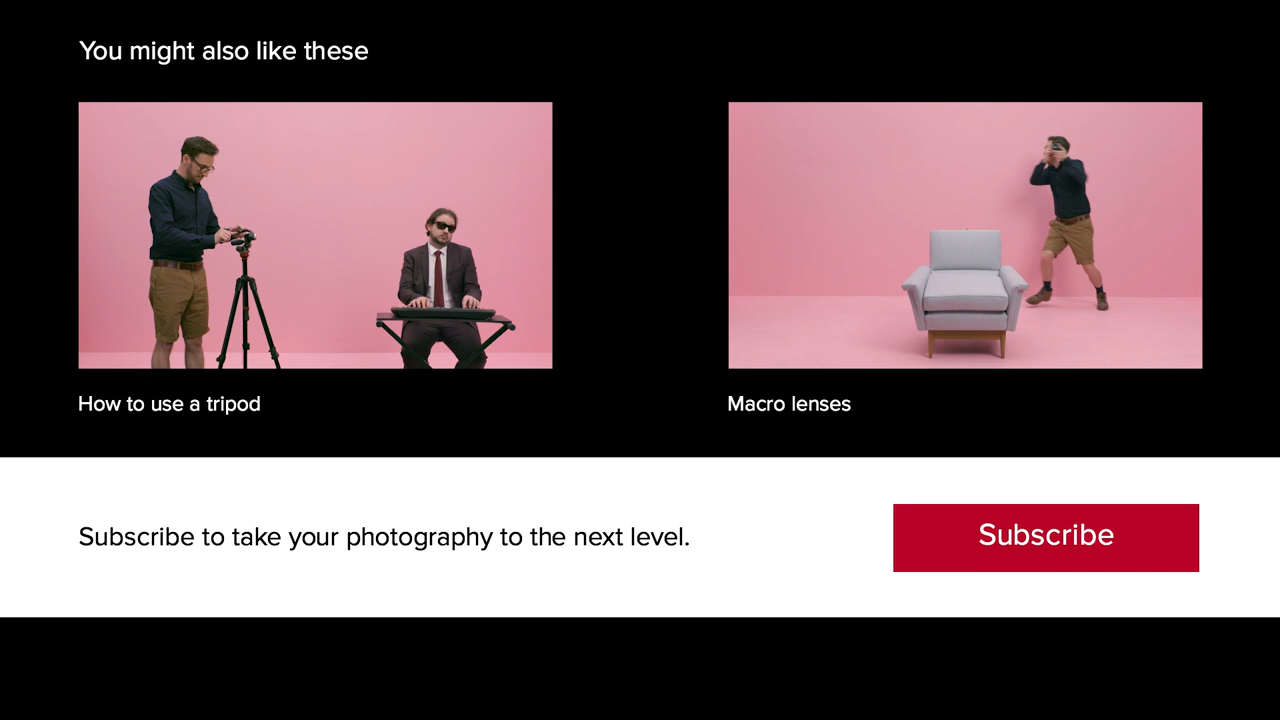 You might also like these
How to use a tripod
Macro lenses
Subscribe to take your photography to the next level.
Subscribe